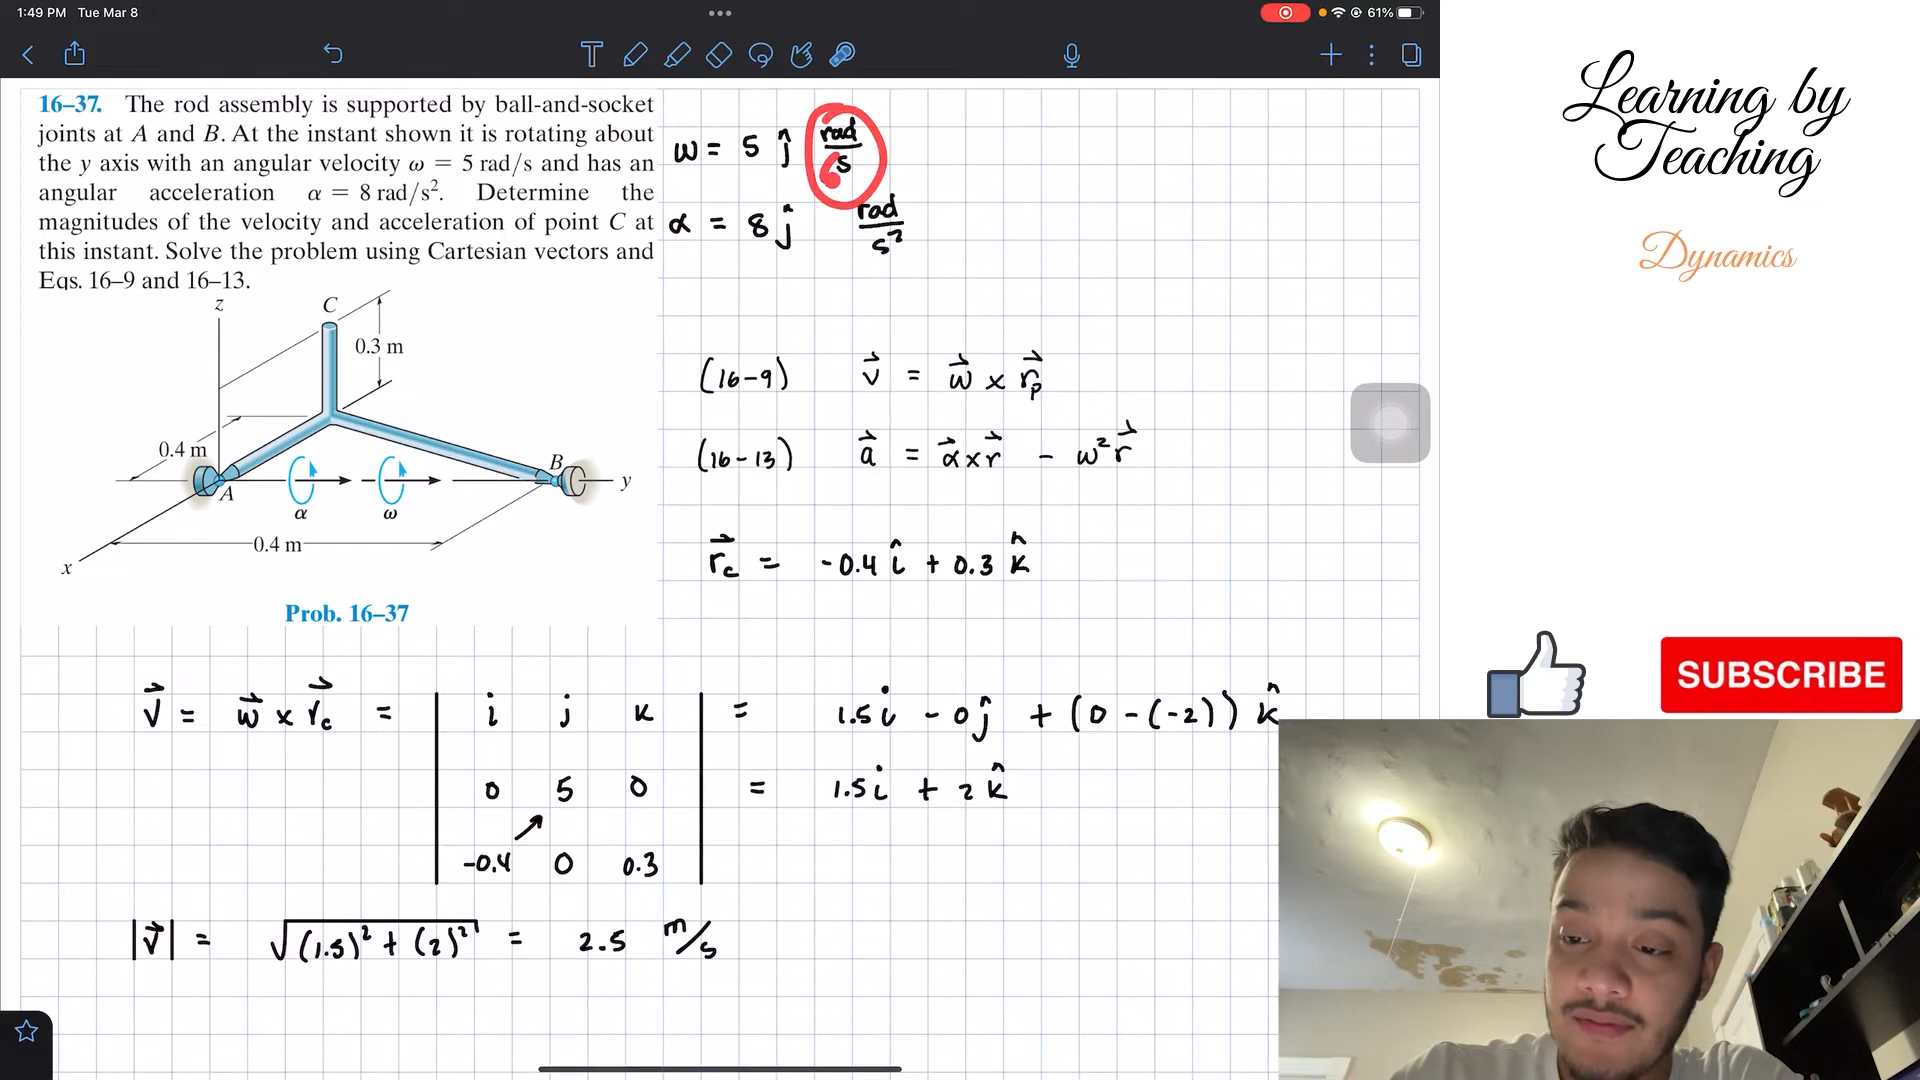 1:49 PM Tue Mar 8
61%
16–37. The rod assembly is supported by ball-and-socket
joints at A and B. At the instant shown it is rotating about
the y axis with an angular velocity ω = 5 rad/s and has an
angular acceleration α = 8 rad/s². Determine the
magnitudes of the velocity and acceleration of point C at
this instant. Solve the problem using Cartesian vectors and
Eqs. 16–9 and 16–13.
z
C
0.3 m
0.4 m
A
B
y
α
ω
0.4 m
x
Prob. 16–37
ω = 5 ĵ rad/s
α = 8 ĵ rad/s²
(16-9) v⃗ = ω⃗ × r⃗p
(16-13) a⃗ = α⃗ × r⃗ - ω² r⃗
r⃗c = -0.4 î + 0.3 k̂
v⃗ = ω⃗ × r⃗c = | i j k | = 1.5 i - 0 j + (0 - (-2)) k̂
0 5 0 = 1.5 i + 2 k̂
-0.4 0 0.3
|v⃗| = √(1.5)² + (2)² = 2.5 m/s
Learning by
Teaching
Dynamics
SUBSCRIBE